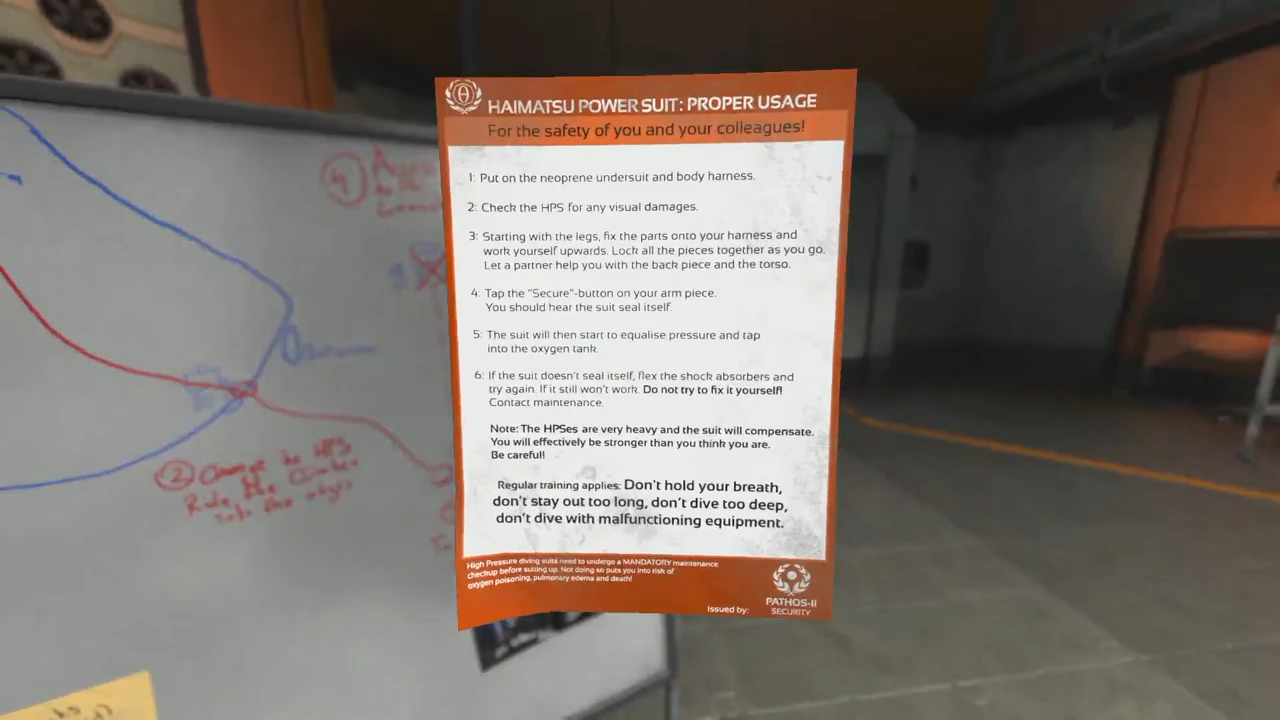 HAIMATSU POWER SUIT: PROPER USAGE
For the safety of you and your colleagues!
1: Put on the neoprene undersuit and body harness.
2: Check the HPS for any visual damages.
3: Starting with the legs, fix the parts onto your harness and
work yourself upwards. Lock all the pieces together as you go.
Let a partner help you with the back piece and the torso.
4: Tap the "Secure"-button on your arm piece.
You should hear the suit seal itself.
5: The suit will then start to equalise pressure and tap
into the oxygen tank.
6: If the suit doesn't seal itself, flex the shock absorbers and
try again. If it still won't work. Do not try to fix it yourself!
Contact maintenance.
Note: The HPSes are very heavy and the suit will compensate.
You will effectively be stronger than you think you are.
Be careful!
Regular training applies: Don't hold your breath,
don't stay out too long, don't dive too deep,
don't dive with malfunctioning equipment.
High Pressure diving suits need to undergo a MANDATORY maintenance
checkup before suiting up. Not doing so puts you into risk of
oxygen poisoning, pulmonary edema and death!
Issued by:
PATHOS-II
SECURITY
4
2 Change the HPS
Ride the Climber